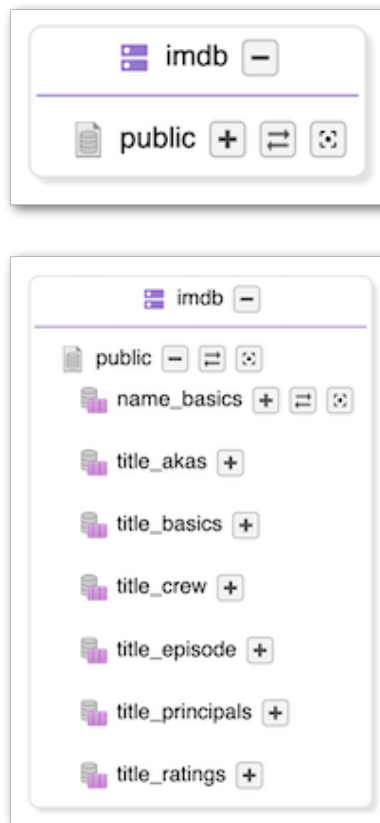 imdb
public
imdb
public
name_basics
title_akas
title_basics
title_crew
title_episode
title_principals
title_ratings